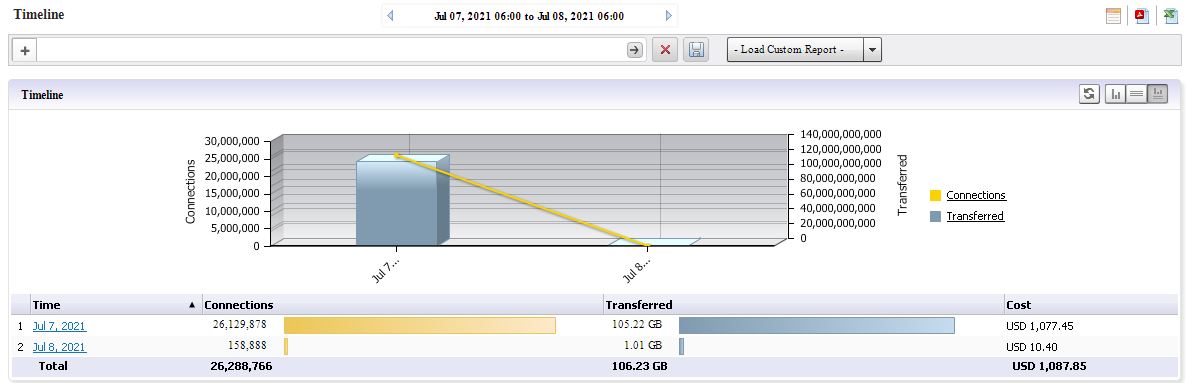 Timeline
Jul 07, 2021 06:00 to Jul 08, 2021 06:00
- Load Custom Report -
Timeline
30,000,000
25,000,000
20,000,000
15,000,000
10,000,000
5,000,000
0
Connections
140,000,000,000
120,000,000,000
100,000,000,000
80,000,000,000
60,000,000,000
40,000,000,000
20,000,000,000
0
Transferred
Jul 7...
Jul 8...
Connections
Transferred
Time Connections Transferred Cost
1 Jul 7, 2021 26,129,878 105.22 GB USD 1,077.45
2 Jul 8, 2021 158,888 1.01 GB USD 10.40
Total 26,288,766 106.23 GB USD 1,087.85